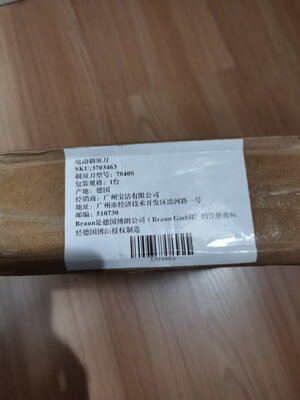 电动剃须刀
SKU:3703463
剃须刀型号：7840S
包装规格：1台
产地：德国
经销商：广州宝洁有限公司
地址：广州市经济技术开发区滨河路一号
邮编：510730
Braun是德国博朗公司（Braun GmbH）的注册商标，
经德国博朗授权制造
3703463